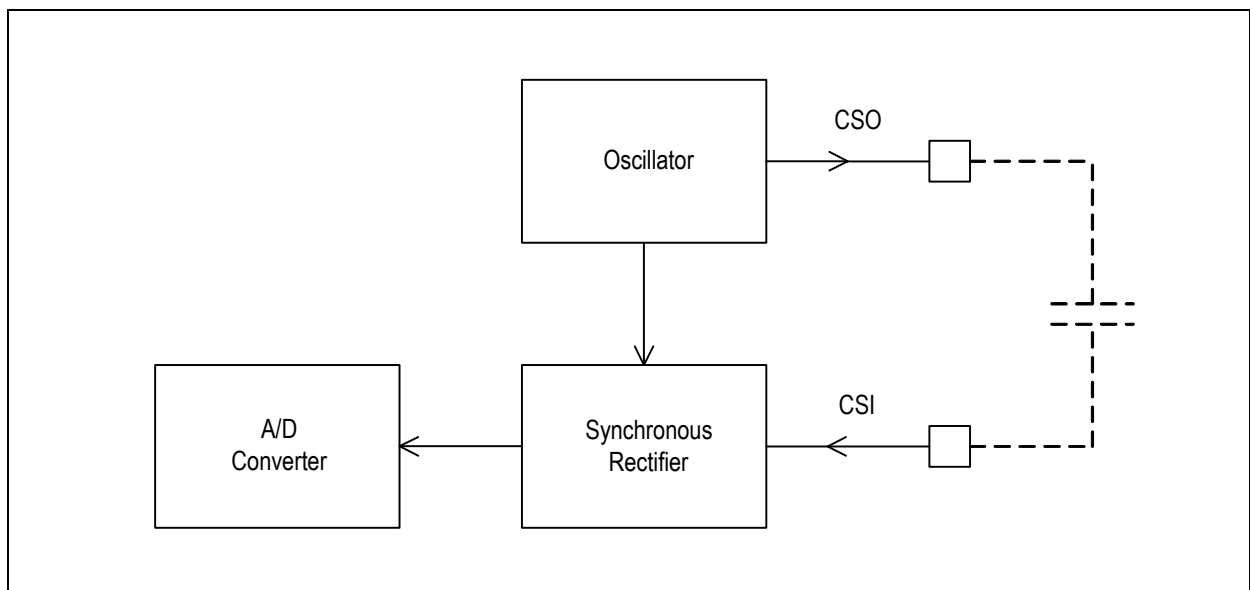 CSO
Oscillator
CSI
A/D
Converter
Synchronous
Rectifier